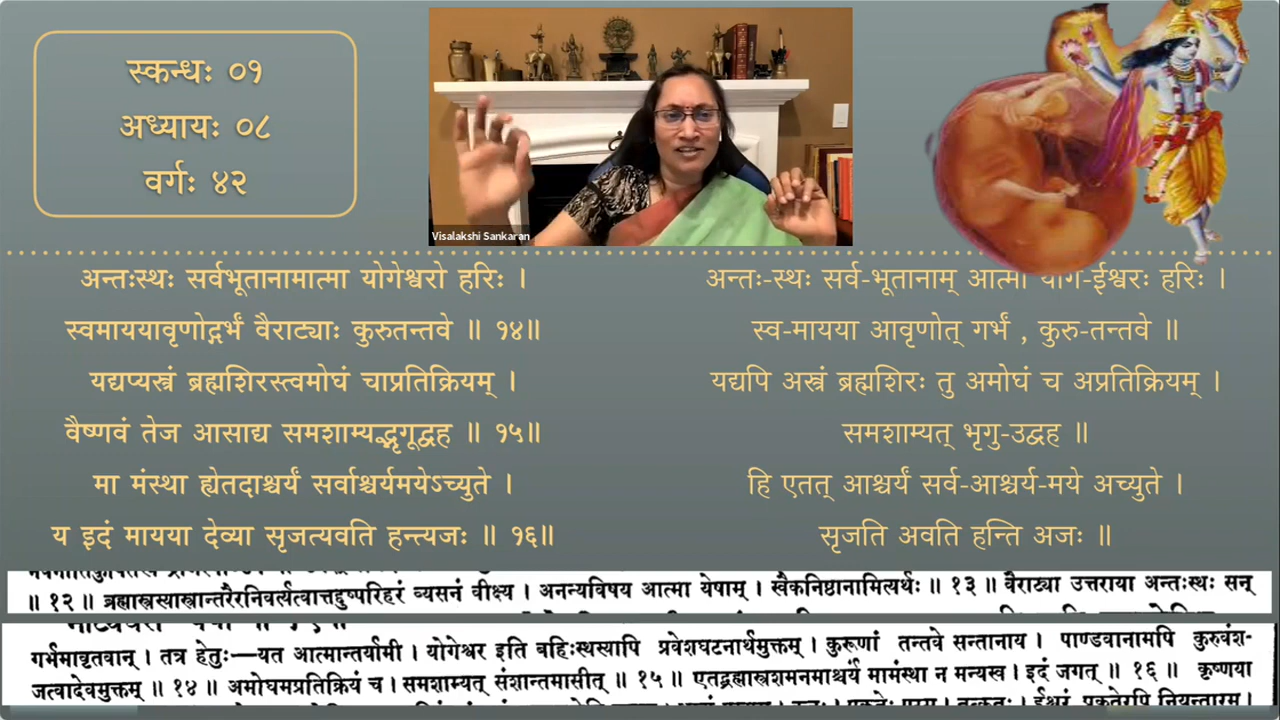 स्कन्धः ०१
अध्यायः ०८
वर्गः ४२
Visalakshi Sankaran
अन्तःस्थः सर्वभूतानामात्मा योगेश्वरो हरिः ।
स्वमाययावृणोद्गर्भं वैराट्याः कुरुतन्तवे ॥ १४॥
यद्यप्यस्त्रं ब्रह्मशिरस्त्वमोघं चाप्रतिक्रियम् ।
वैष्णवं तेज आसाद्य समशाम्यद्भृगूद्वह ॥ १५॥
मा मंस्था ह्येतदाश्चर्यं सर्वाश्चर्यमयेऽच्युते ।
य इदं मायया देव्या सृजत्यवति हन्त्यजः ॥ १६॥
अन्तः-स्थः सर्व-भूतानाम् आत्मा योग-ईश्वरः हरिः ।
स्व-मायया आवृणोत् गर्भं , कुरु-तन्तवे ॥
यद्यपि अस्त्रं ब्रह्मशिरः तु अमोघं च अप्रतिक्रियम् ।
समशाम्यत् भृगु-उद्वह ॥
हि एतत् आश्चर्यं सर्व-आश्चर्य-मये अच्युते ।
सृजति अवति हन्ति अजः ॥
॥ १२ ॥ ब्रह्मास्त्रस्यास्त्रान्तरैरनिवर्त्यत्वात्तद्दुष्परिहरं व्यसनं वीक्ष्य । अनन्यविषय आत्मा येषाम् । स्वैकनिष्ठानामित्यर्थः ॥ १३ ॥ वैराट्या उत्तराया अन्तःस्थः सन्
गर्भमावृतवान् । तत्र हेतुः—यत आत्मान्तर्यामी । योगेश्वर इति बहिःस्थस्यापि प्रवेशघटनार्थमुक्तम् । कुरूणां तन्तवे सन्तानाय । पाण्डवानामपि कुरुवंश-
जत्वादेवमुक्तम् ॥ १४ ॥ अमोघमप्रतिक्रियं च । समशाम्यत् संशान्तमासीत् ॥ १५ ॥ एतद्ब्रह्मास्त्रशमनमाश्चर्यं मामंस्था न मन्यस्व । इदं जगत् ॥ १६ ॥ कृष्णया